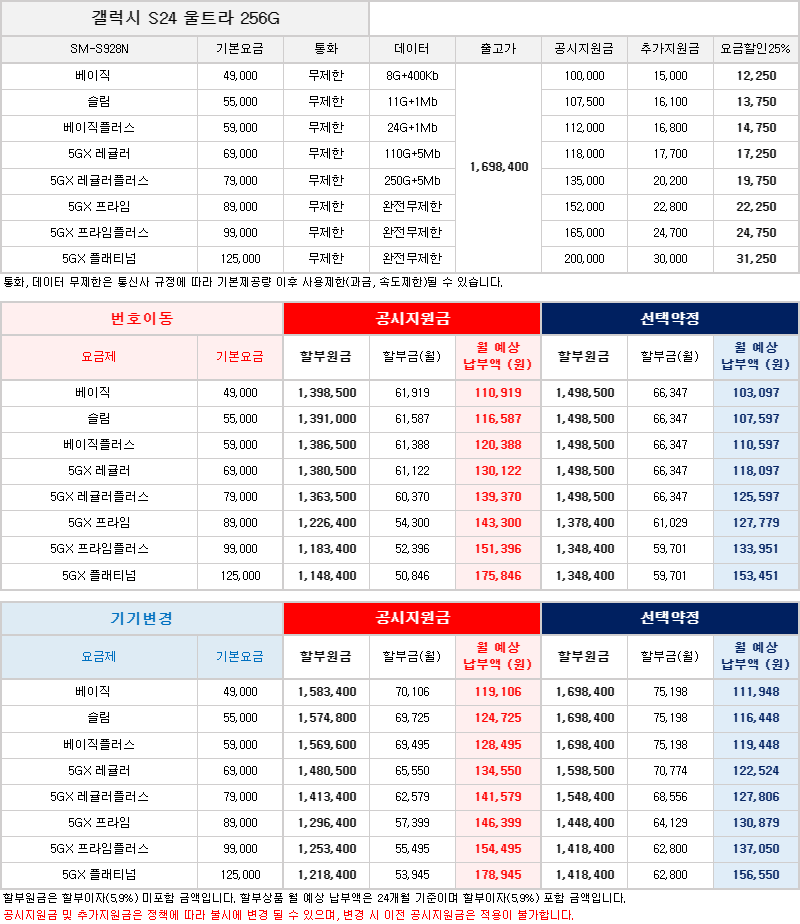 갤럭시 S24 울트라 256G
SM-S928N 기본요금 통화 데이터 출고가 공시지원금 추가지원금 요금할인25%
베이직 49,000 무제한 8G+400Kb 100,000 15,000 12,250
슬림 55,000 무제한 11G+1Mb 107,500 16,100 13,750
베이직플러스 59,000 무제한 24G+1Mb 112,000 16,800 14,750
5GX 레귤러 69,000 무제한 110G+5Mb 118,000 17,700 17,250
1,698,400
5GX 레귤러플러스 79,000 무제한 250G+5Mb 135,000 20,200 19,750
5GX 프라임 89,000 무제한 완전무제한 152,000 22,800 22,250
5GX 프라임플러스 99,000 무제한 완전무제한 165,000 24,700 24,750
5GX 플래티넘 125,000 무제한 완전무제한 200,000 30,000 31,250
통화, 데이터 무제한은 통신사 규정에 따라 기본제공량 이후 사용제한(과금, 속도제한)될 수 있습니다.
번호이동 공시지원금 선택약정
요금제 기본요금 할부원금 할부금(월) 월 예상 납부액 (원) 할부원금 할부금(월) 월 예상 납부액 (원)
베이직 49,000 1,398,500 61,919 110,919 1,498,500 66,347 103,097
슬림 55,000 1,391,000 61,587 116,587 1,498,500 66,347 107,597
베이직플러스 59,000 1,386,500 61,388 120,388 1,498,500 66,347 110,597
5GX 레귤러 69,000 1,380,500 61,122 130,122 1,498,500 66,347 118,097
5GX 레귤러플러스 79,000 1,363,500 60,370 139,370 1,498,500 66,347 125,597
5GX 프라임 89,000 1,226,400 54,300 143,300 1,378,400 61,029 127,779
5GX 프라임플러스 99,000 1,183,400 52,396 151,396 1,348,400 59,701 133,951
5GX 플래티넘 125,000 1,148,400 50,846 175,846 1,348,400 59,701 153,451
기기변경 공시지원금 선택약정
요금제 기본요금 할부원금 할부금(월) 월 예상 납부액 (원) 할부원금 할부금(월) 월 예상 납부액 (원)
베이직 49,000 1,583,400 70,106 119,106 1,698,400 75,198 111,948
슬림 55,000 1,574,800 69,725 124,725 1,698,400 75,198 116,448
베이직플러스 59,000 1,569,600 69,495 128,495 1,698,400 75,198 119,448
5GX 레귤러 69,000 1,480,500 65,550 134,550 1,598,500 70,774 122,524
5GX 레귤러플러스 79,000 1,413,400 62,579 141,579 1,548,400 68,556 127,806
5GX 프라임 89,000 1,296,400 57,399 146,399 1,448,400 64,129 130,879
5GX 프라임플러스 99,000 1,253,400 55,495 154,495 1,418,400 62,800 137,050
5GX 플래티넘 125,000 1,218,400 53,945 178,945 1,418,400 62,800 156,550
할부원금은 할부이자(5,9%) 미포함 금액입니다. 할부상품 월 예상 납부액은 24개월 기준이며 할부이자(5,9%) 포함 금액입니다.
공시지원금 및 추가지원금은 정책에 따라 불시에 변경 될 수 있으며, 변경 시 이전 공시지원금은 적용이 불가합니다.